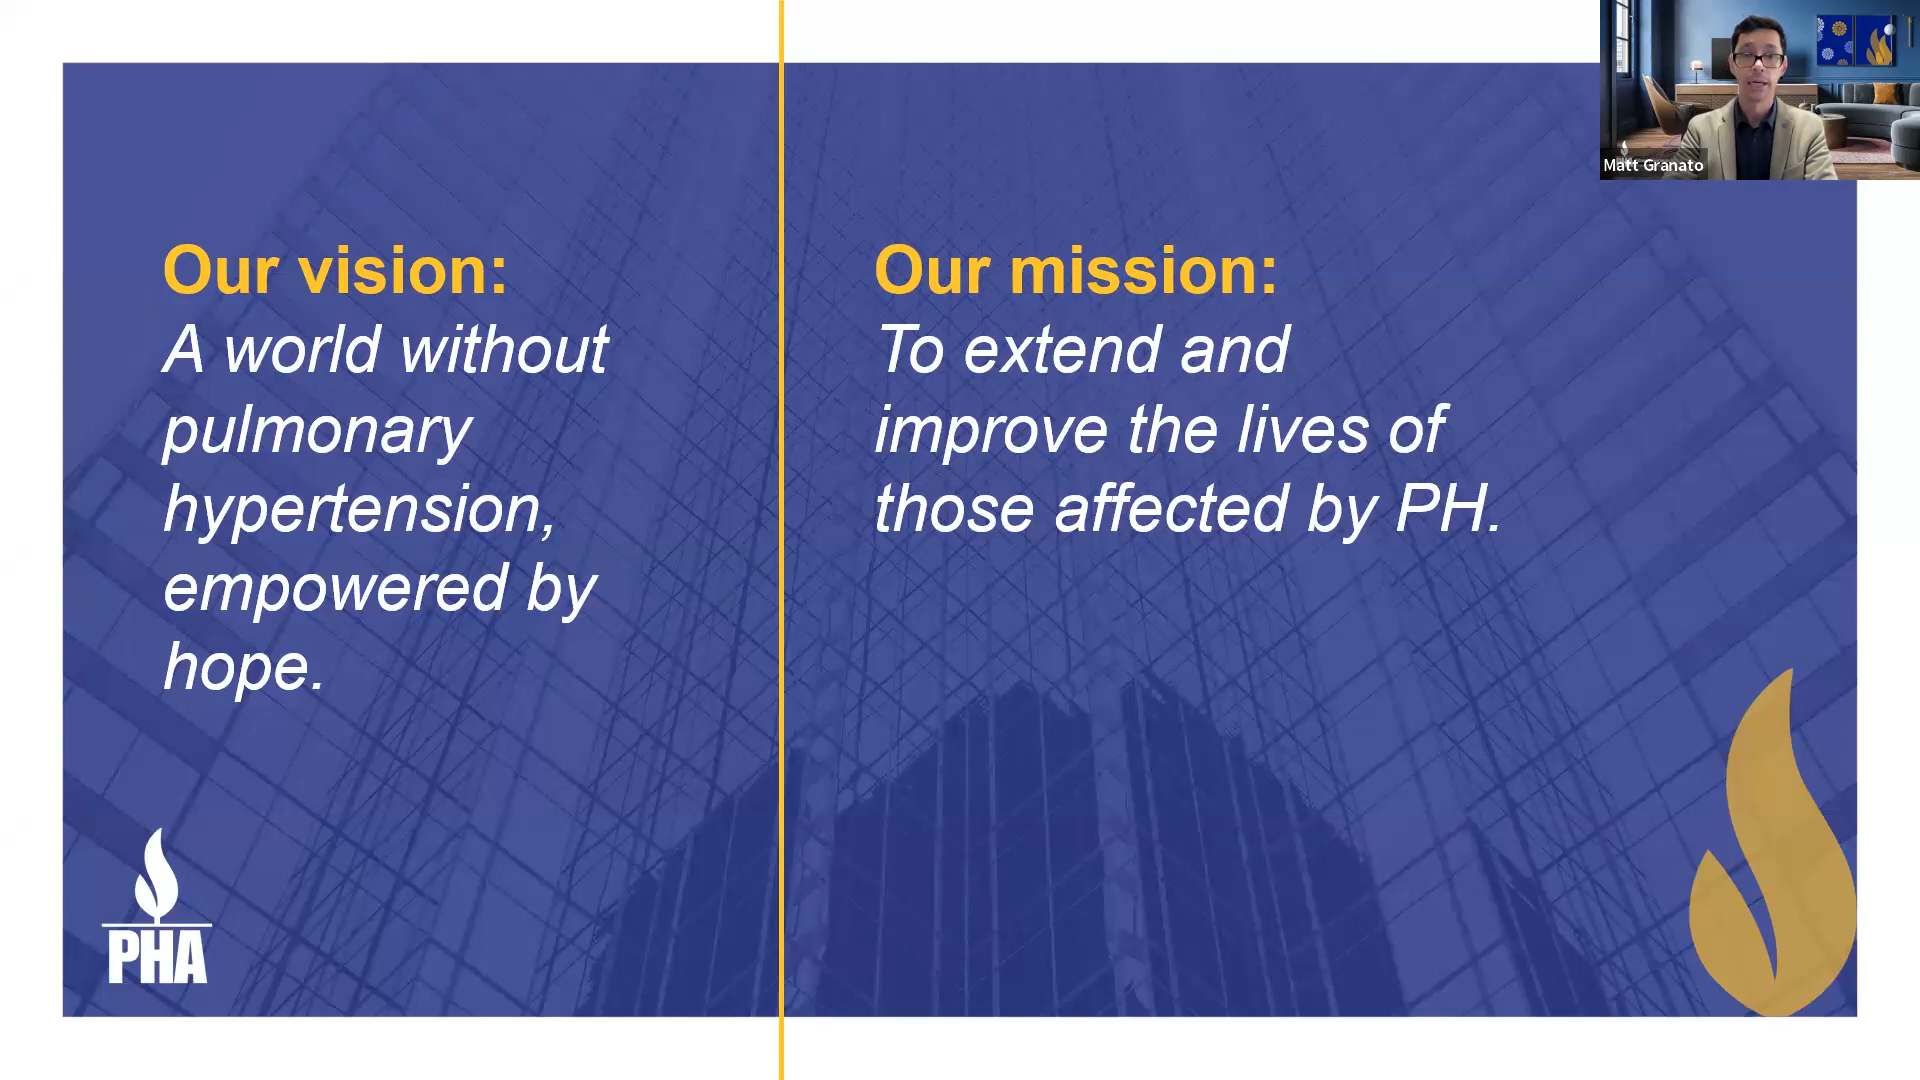 Our vision:
A world without
pulmonary
hypertension,
empowered by
hope.
Our mission:
To extend and
improve the lives of
those affected by PH.
PHA
Matt Granato